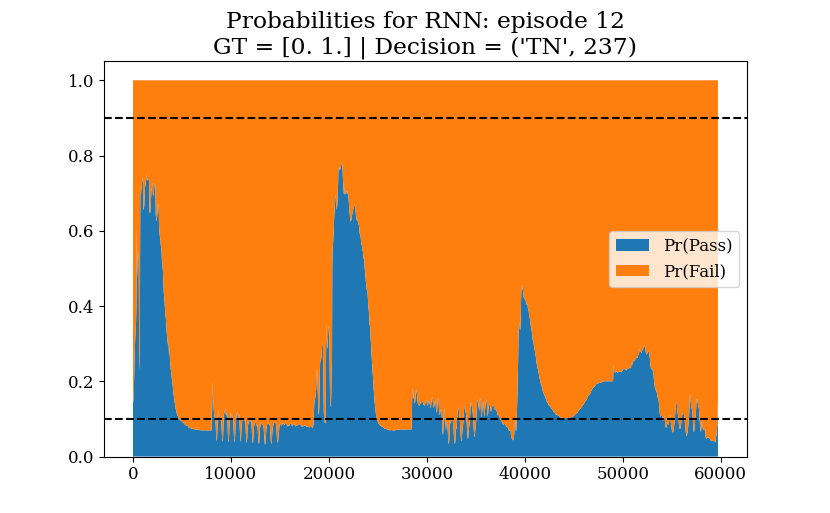 Probabilities for RNN: episode 12
GT = [0. 1.] | Decision = ('TN', 237)
1.0
0.8
0.6
0.4
0.2
0.0
Pr(Pass)
Pr(Fail)
0 10000 20000 30000 40000 50000 60000